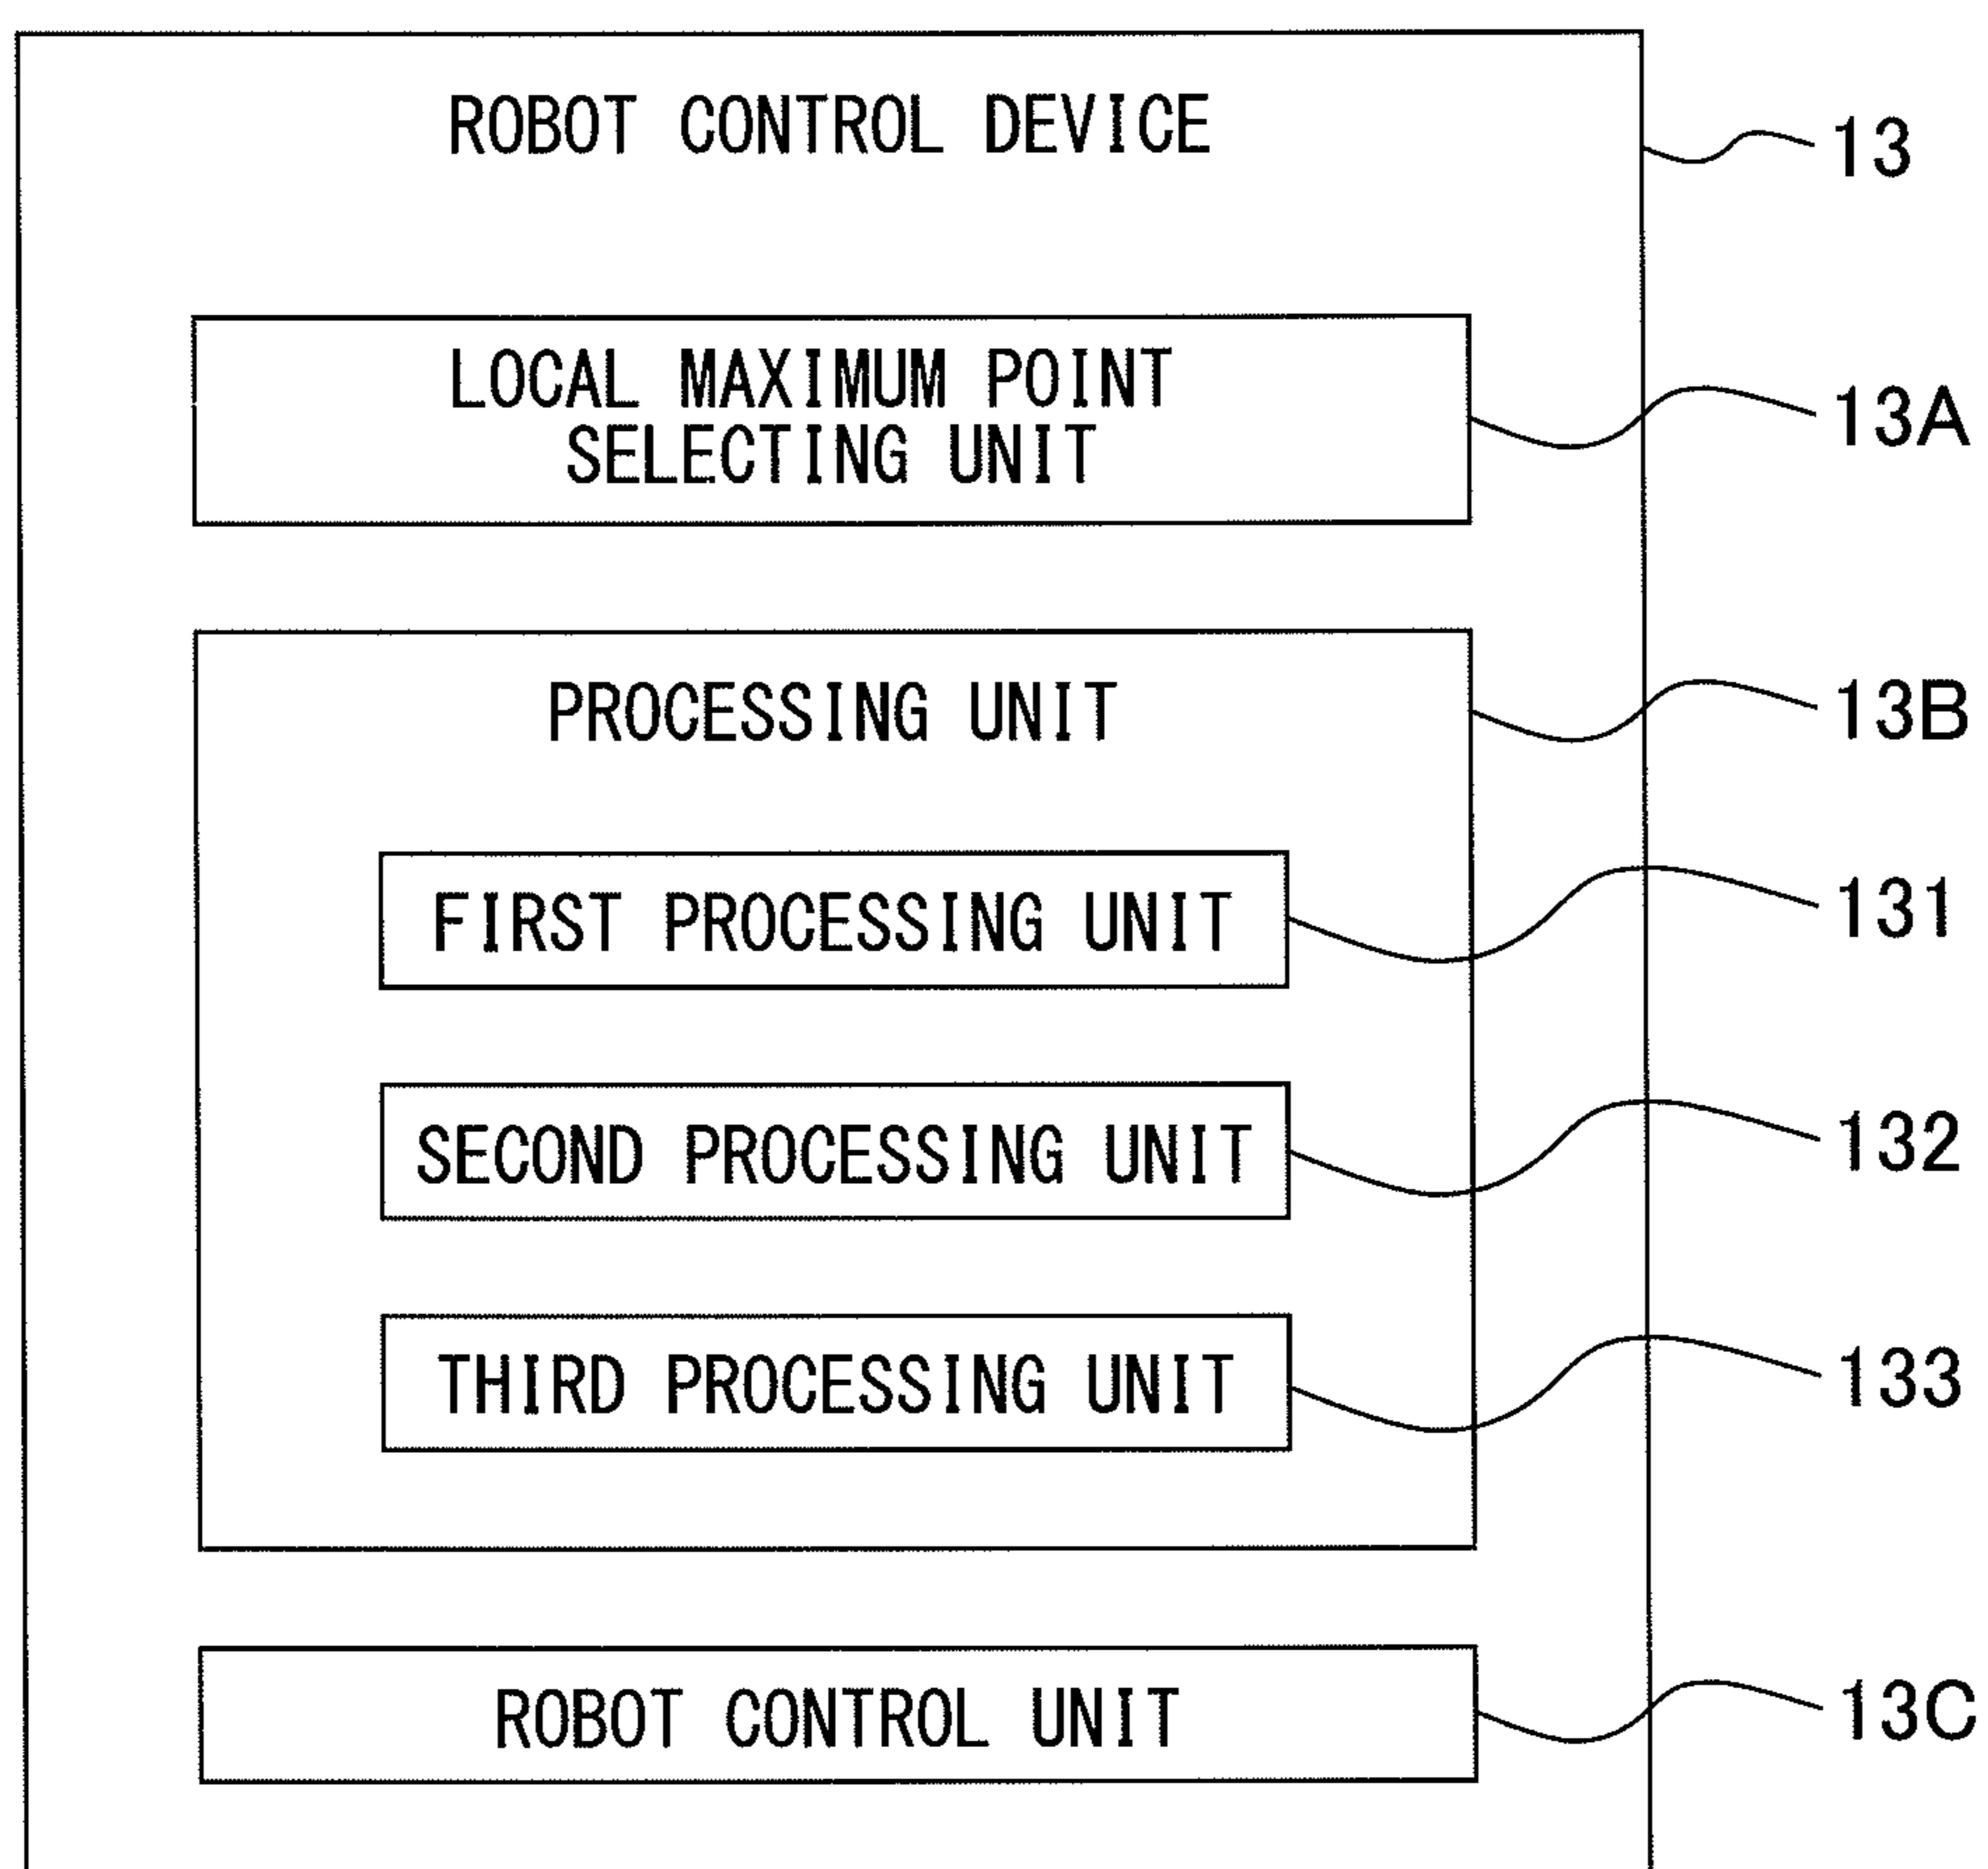 ROBOT CONTROL DEVICE
13
LOCAL MAXIMUM POINT
SELECTING UNIT
13A
PROCESSING UNIT
13B
FIRST PROCESSING UNIT
131
SECOND PROCESSING UNIT
132
THIRD PROCESSING UNIT
133
ROBOT CONTROL UNIT
13C